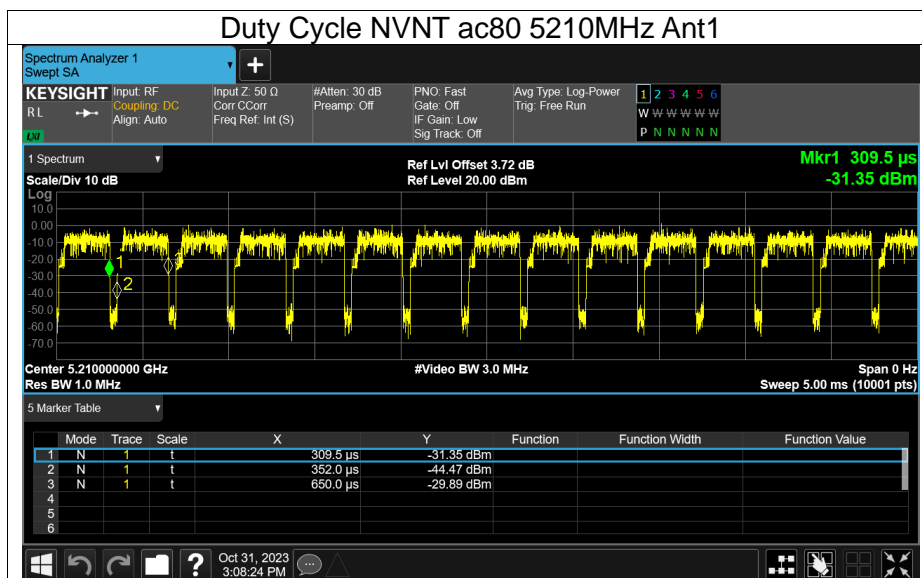 Duty Cycle NVNT ac80 5210MHz Ant1
Spectrum Analyzer 1
Swept SA
+
KEYSIGHT Input: RF Input Z: 50 Ω #Atten: 30 dB PNO: Fast Avg Type: Log-Power 1 2 3 4 5 6
R L Coupling: DC Corr CCorr Preamp: Off Gate: Off Trig: Free Run W W W W W W
Align: Auto Freq Ref: Int (S) IF Gain: Low P N N N N N
LXI Sig Track: Off
1 Spectrum Ref Lvl Offset 3.72 dB Mkr1 309.5 µs
Scale/Div 10 dB Ref Level 20.00 dBm -31.35 dBm
Log
10.0
0.00
-10.0
-20.0
-30.0
-40.0
-50.0
-60.0
-70.0
1
2
3
Center 5.210000000 GHz #Video BW 3.0 MHz Span 0 Hz
Res BW 1.0 MHz Sweep 5.00 ms (10001 pts)
5 Marker Table
Mode Trace Scale X Y Function Function Width Function Value
1 N 1 t 309.5 µs -31.35 dBm
2 N 1 t 352.0 µs -44.47 dBm
3 N 1 t 650.0 µs -29.89 dBm
4
5
6
? Oct 31, 2023
3:08:24 PM